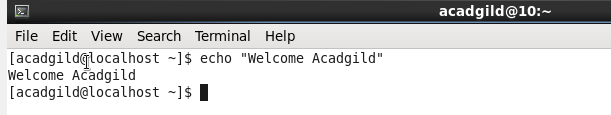 acadgild@10:~
File Edit View Search Terminal Help
[acadgild@localhost ~]$ echo "Welcome Acadgild"
Welcome Acadgild
[acadgild@localhost ~]$